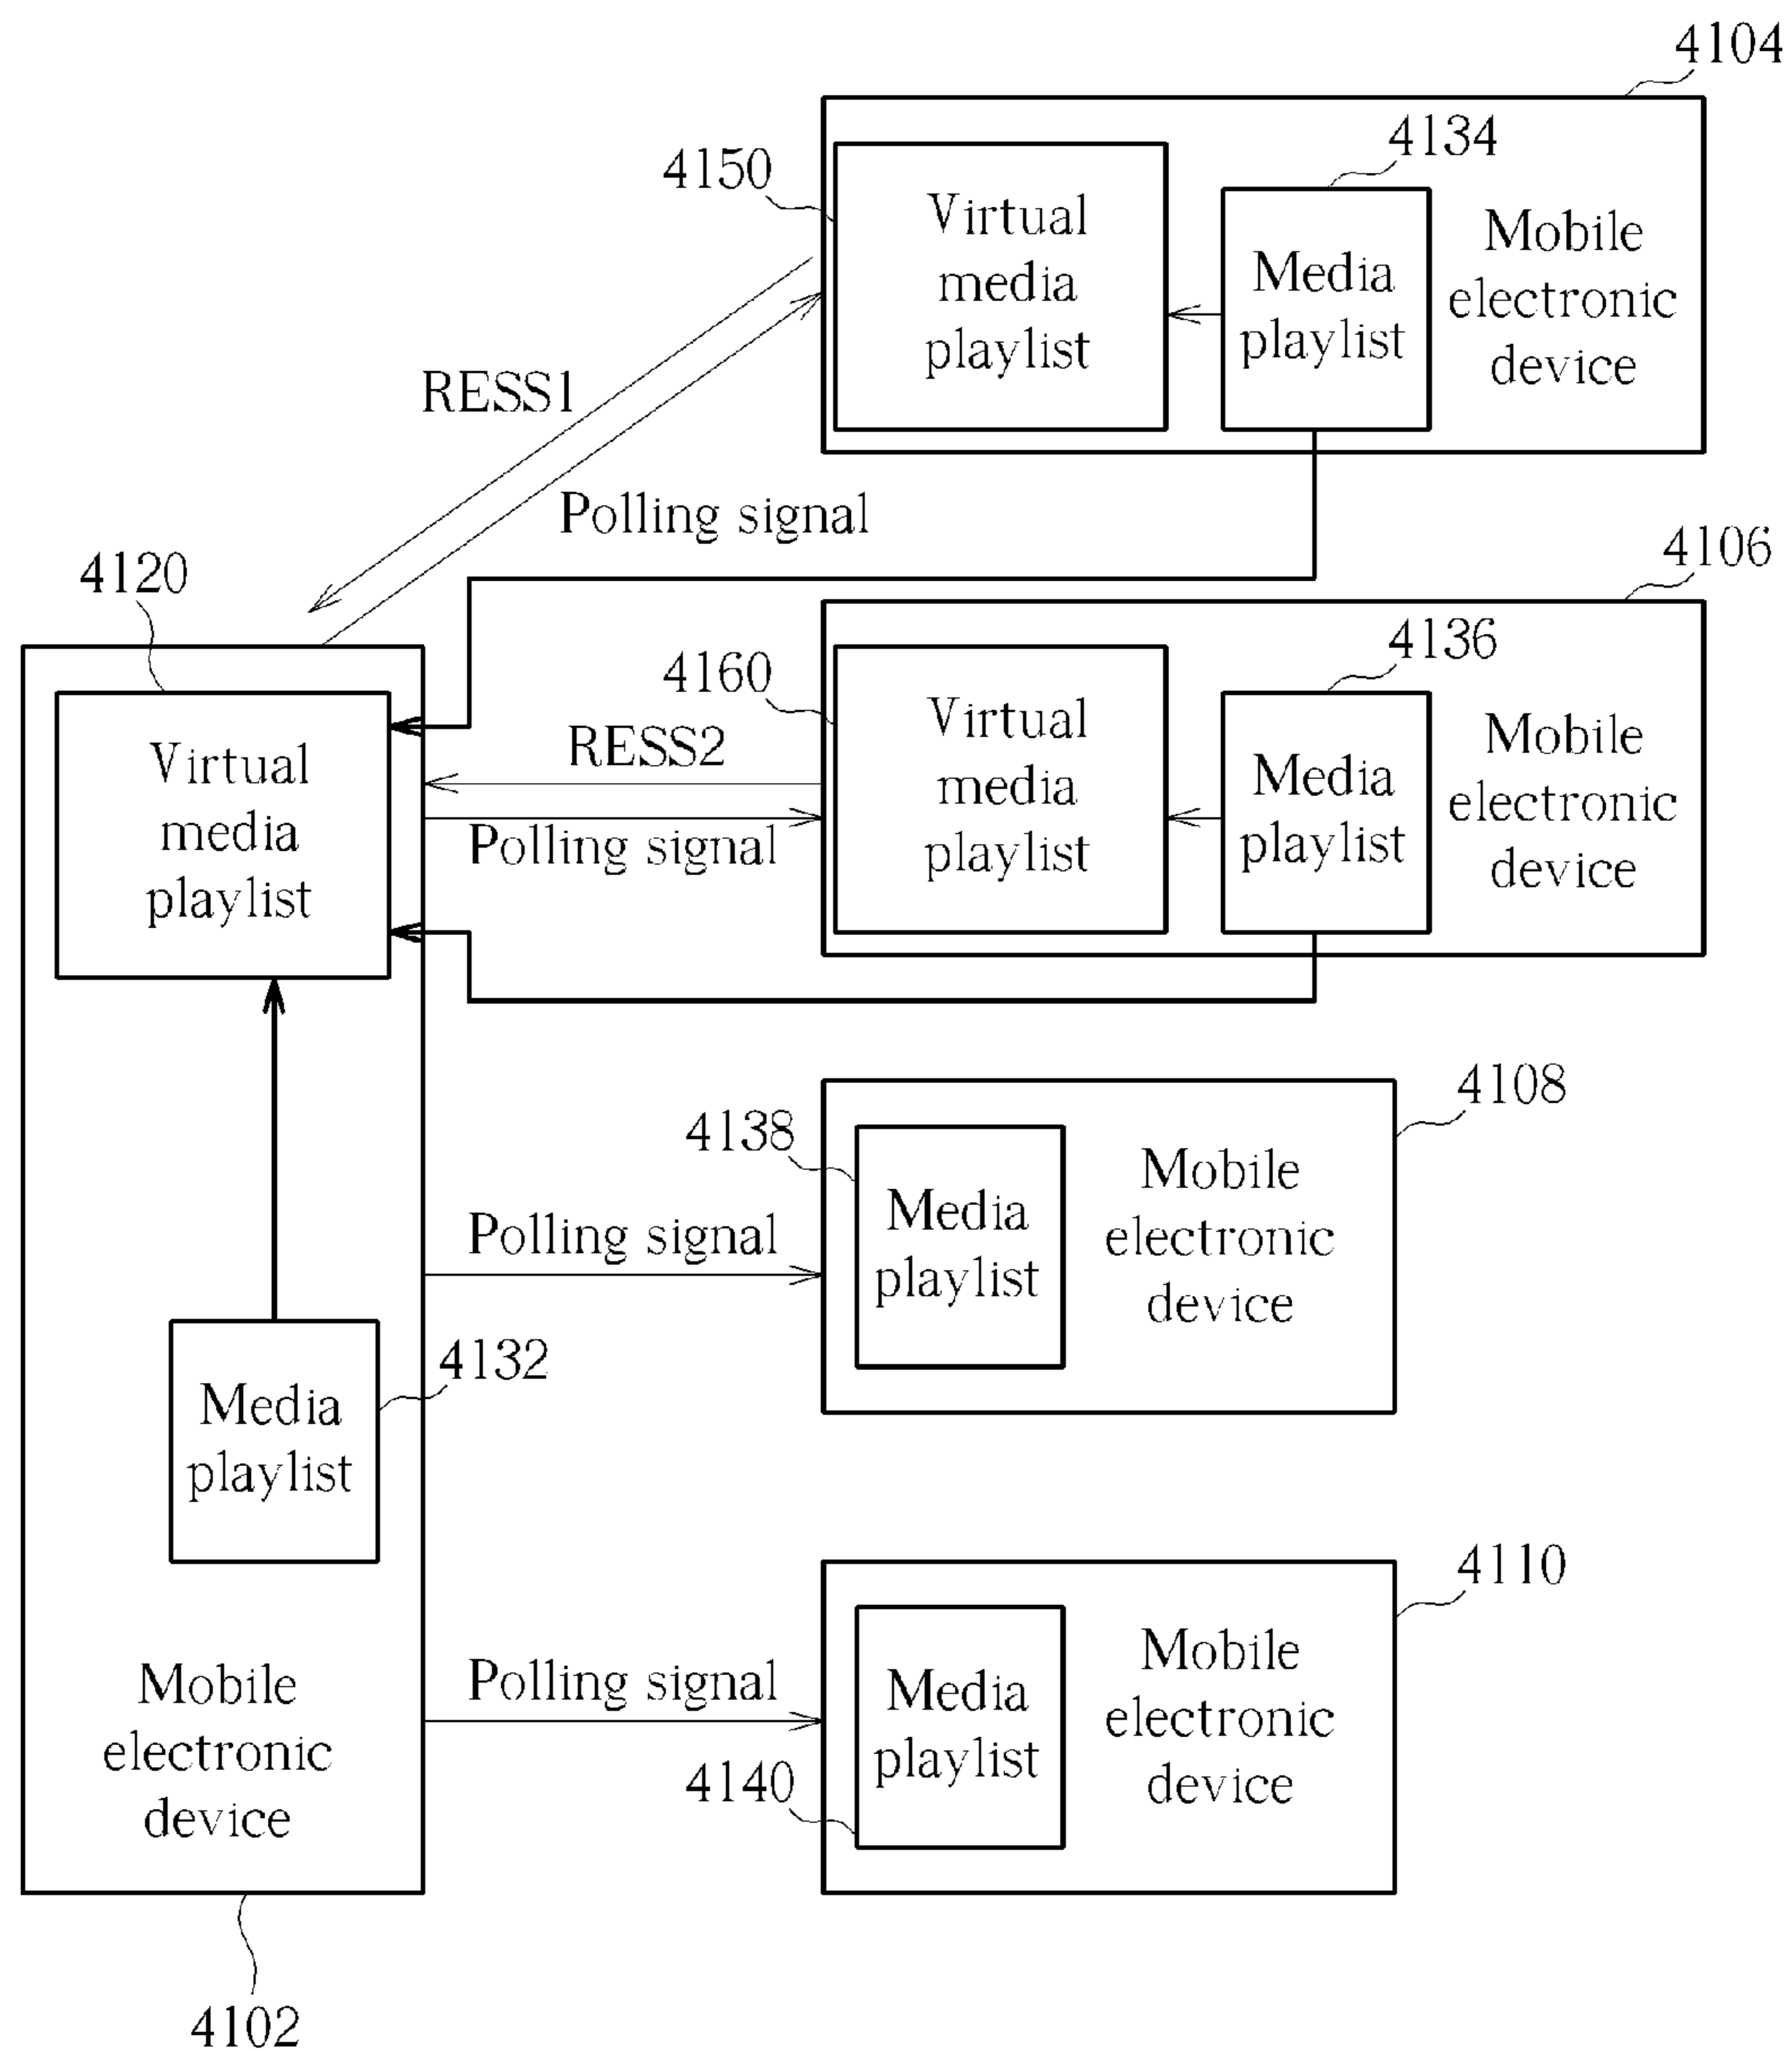 4104
4150
4134
Virtual
media
playlist
Media
playlist
Mobile
electronic
device
RESS1
Polling signal
4106
4120
4160
4136
Virtual
media
playlist
RESS2
Polling signal
Virtual
media
playlist
Media
playlist
Mobile
electronic
device
4108
4138
Media
playlist
Mobile
electronic
device
Polling signal
4132
Media
playlist
4110
Polling signal
4140
Media
playlist
Mobile
electronic
device
Mobile
electronic
device
4102